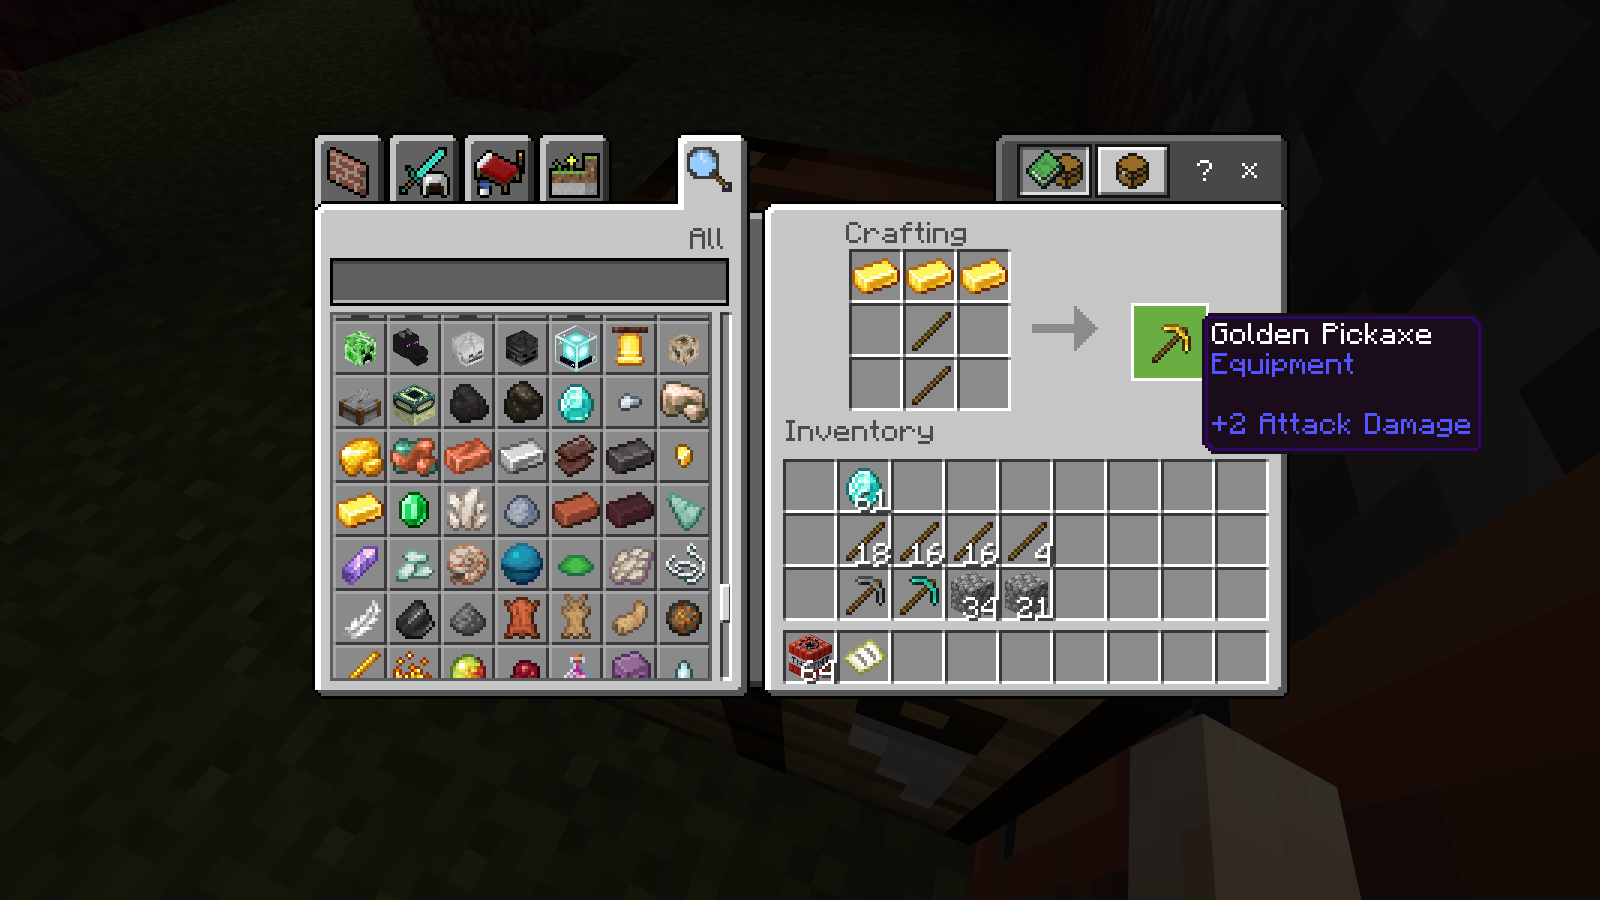 All
?
×
Crafting
Golden Pickaxe
Equipment
+2 Attack Damage
Inventory
61
18
16
16
4
34
21
64